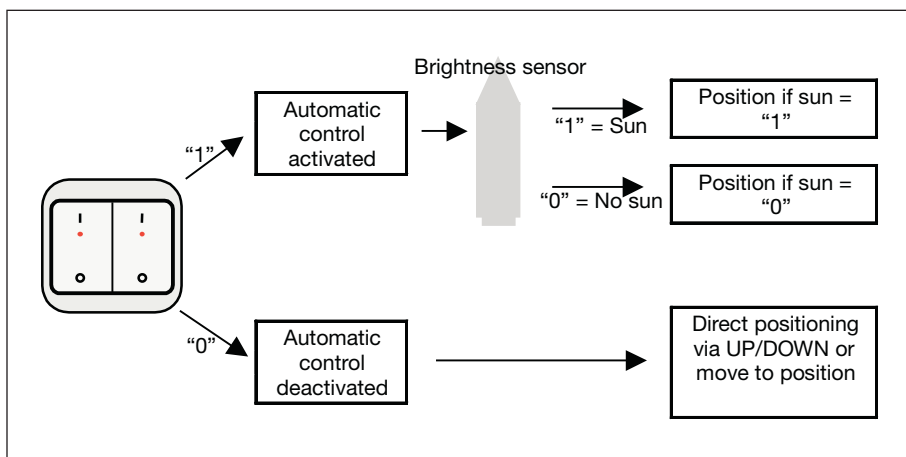 Brightness sensor
“1”
Automatic
control
activated
“1” = Sun
Position if sun =
“1”
“0” = No sun
Position if sun =
“0”
I I
O O
“0”
Automatic
control
deactivated
Direct positioning
via UP/DOWN or
move to position